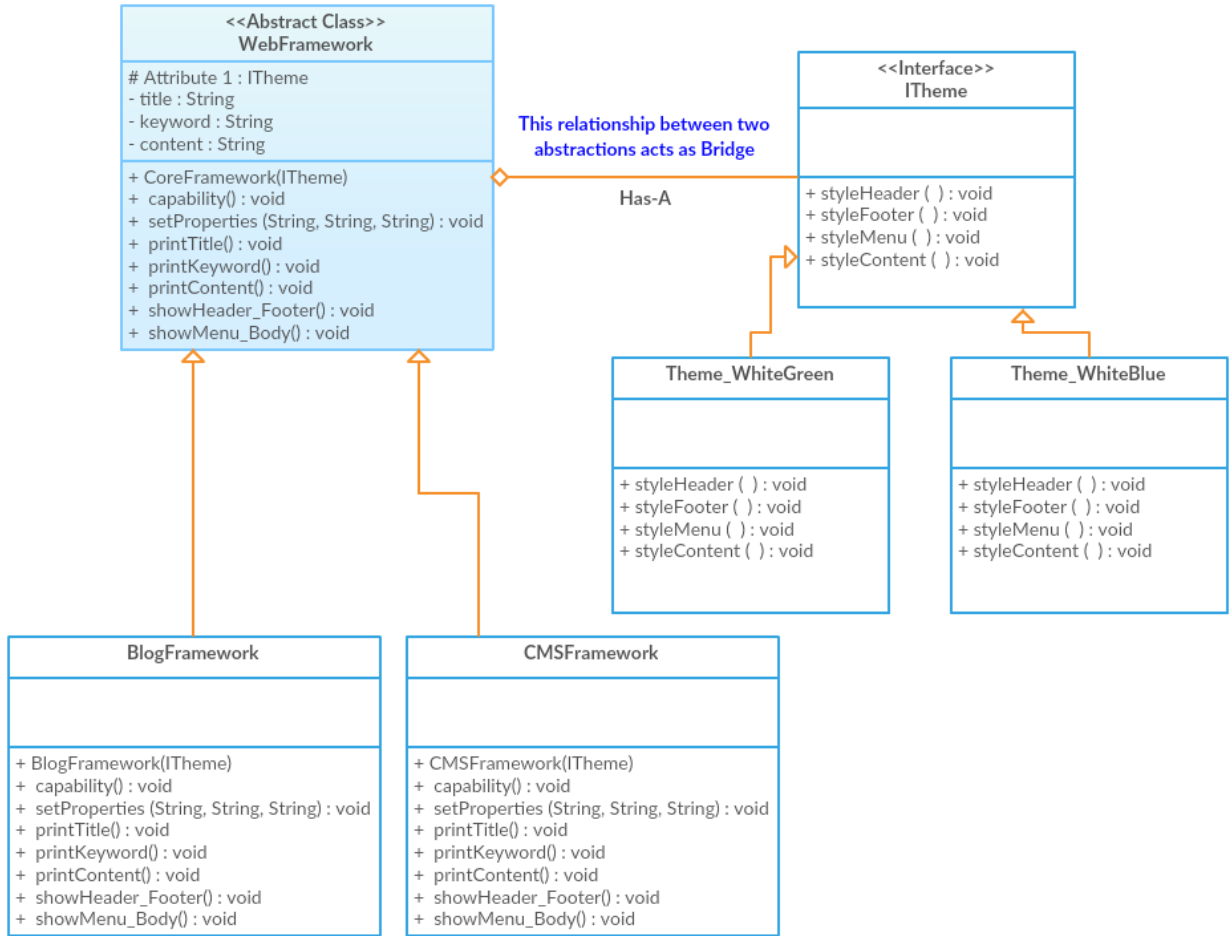 <<Abstract Class>>
WebFramework
# Attribute 1 : ITheme
- title : String
- keyword : String
- content : String
+ CoreFramework(ITheme)
+ capability() : void
+ setProperties (String, String, String) : void
+ printTitle() : void
+ printKeyword() : void
+ printContent() : void
+ showHeader_Footer() : void
+ showMenu_Body() : void
This relationship between two
abstractions acts as Bridge
Has-A
<<Interface>>
ITheme
+ styleHeader ( ) : void
+ styleFooter ( ) : void
+ styleMenu ( ) : void
+ styleContent ( ) : void
Theme_WhiteGreen
+ styleHeader ( ) : void
+ styleFooter ( ) : void
+ styleMenu ( ) : void
+ styleContent ( ) : void
Theme_WhiteBlue
+ styleHeader ( ) : void
+ styleFooter ( ) : void
+ styleMenu ( ) : void
+ styleContent ( ) : void
BlogFramework
+ BlogFramework(ITheme)
+ capability() : void
+ setProperties (String, String, String) : void
+ printTitle() : void
+ printKeyword() : void
+ printContent() : void
+ showHeader_Footer() : void
+ showMenu_Body() : void
CMSFramework
+ CMSFramework(ITheme)
+ capability() : void
+ setProperties (String, String, String) : void
+ printTitle() : void
+ printKeyword() : void
+ printContent() : void
+ showHeader_Footer() : void
+ showMenu_Body() : void